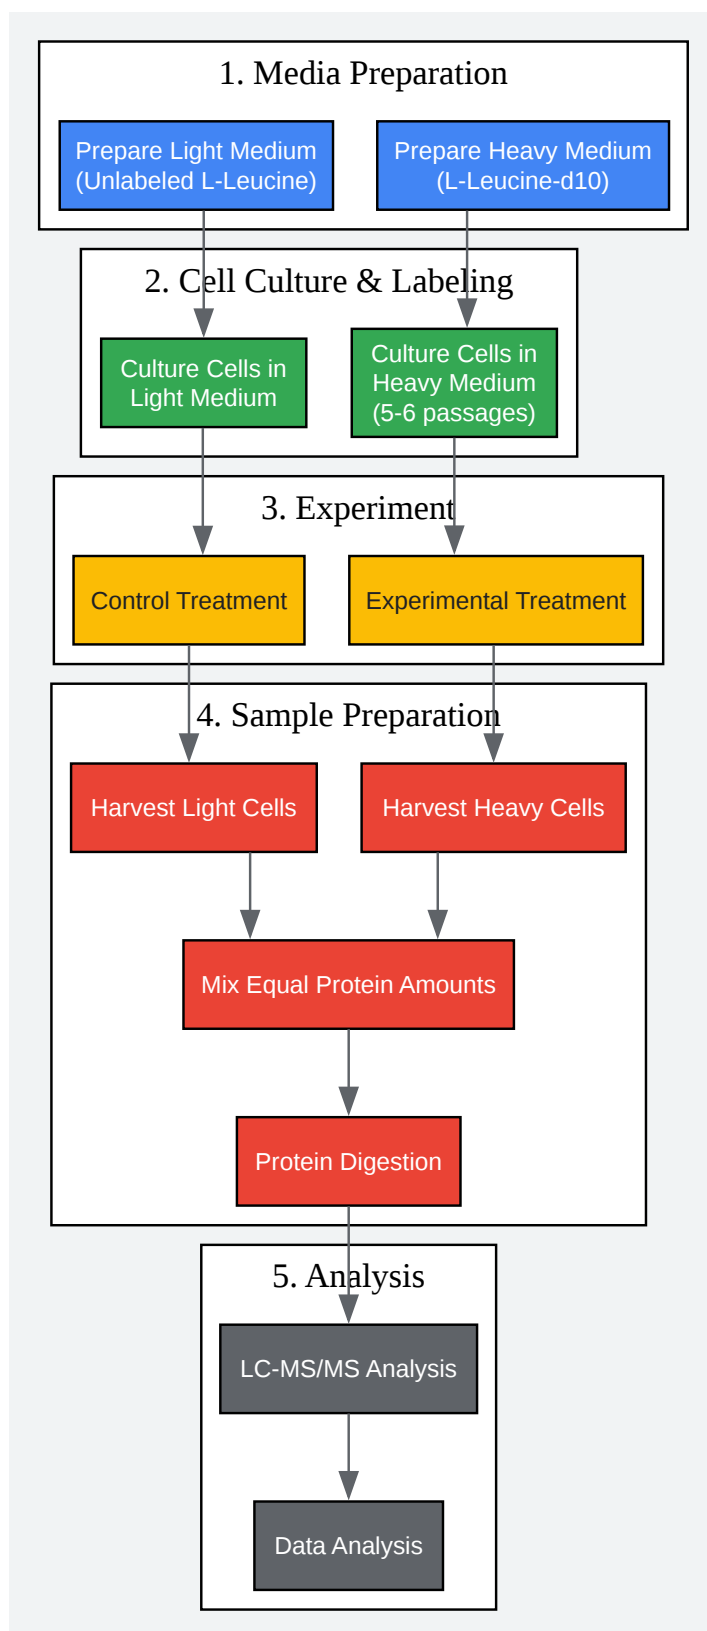 1. Media Preparation
Prepare Light Medium
(Unlabeled L-Leucine)
Prepare Heavy Medium
(L-Leucine-d10)
2. Cell Culture & Labeling
Culture Cells in
Light Medium
Culture Cells in
Heavy Medium
(5-6 passages)
3. Experiment
Control Treatment
Experimental Treatment
4. Sample Preparation
Harvest Light Cells
Harvest Heavy Cells
Mix Equal Protein Amounts
Protein Digestion
5. Analysis
LC-MS/MS Analysis
Data Analysis